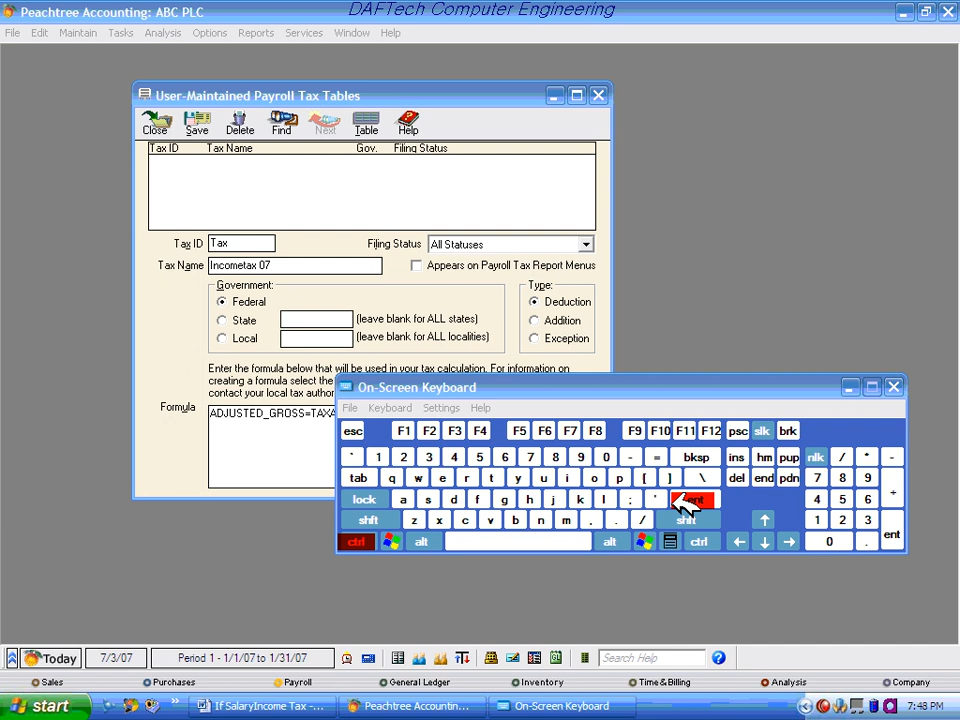 DAFTech Computer Engineering
Peachtree Accounting: ABC PLC
File Edit Maintain Tasks Analysis Options Reports Services Window Help
User-Maintained Payroll Tax Tables
Close Save Delete Find Next Table Help
Tax ID Tax Name Gov. Filing Status
Tax ID Tax Filing Status All Statuses
Tax Name Incometax 07 Appears on Payroll Tax Report Menus
Government: Type:
Federal Deduction
State (leave blank for ALL states) Addition
Local (leave blank for ALL localities) Exception
Enter the formula below that will be used in your tax calculation. For information on
creating a formula select the
contact your local tax author
Formula ADJUSTED_GROSS=TAXA
On-Screen Keyboard
File Keyboard Settings Help
esc F1 F2 F3 F4 F5 F6 F7 F8 F9 F10 F11 F12 psc slk brk
` 1 2 3 4 5 6 7 8 9 0 - = bksp ins hm pup nlk / * -
tab q w e r t y u i o p [ ] \ del end pdn 7 8 9 +
lock a s d f g h j k l ; ' ent 4 5 6
shft z x c v b n m , . / shft 1 2 3 ent
ctrl alt alt ctrl 0 .
Today 7/3/07 Period 1 - 1/1/07 to 1/31/07 Search Help
Sales Purchases Payroll General Ledger Inventory Time & Billing Analysis Company
start If SalaryIncome Tax -... Peachtree Accountin... On-Screen Keyboard 7:48 PM